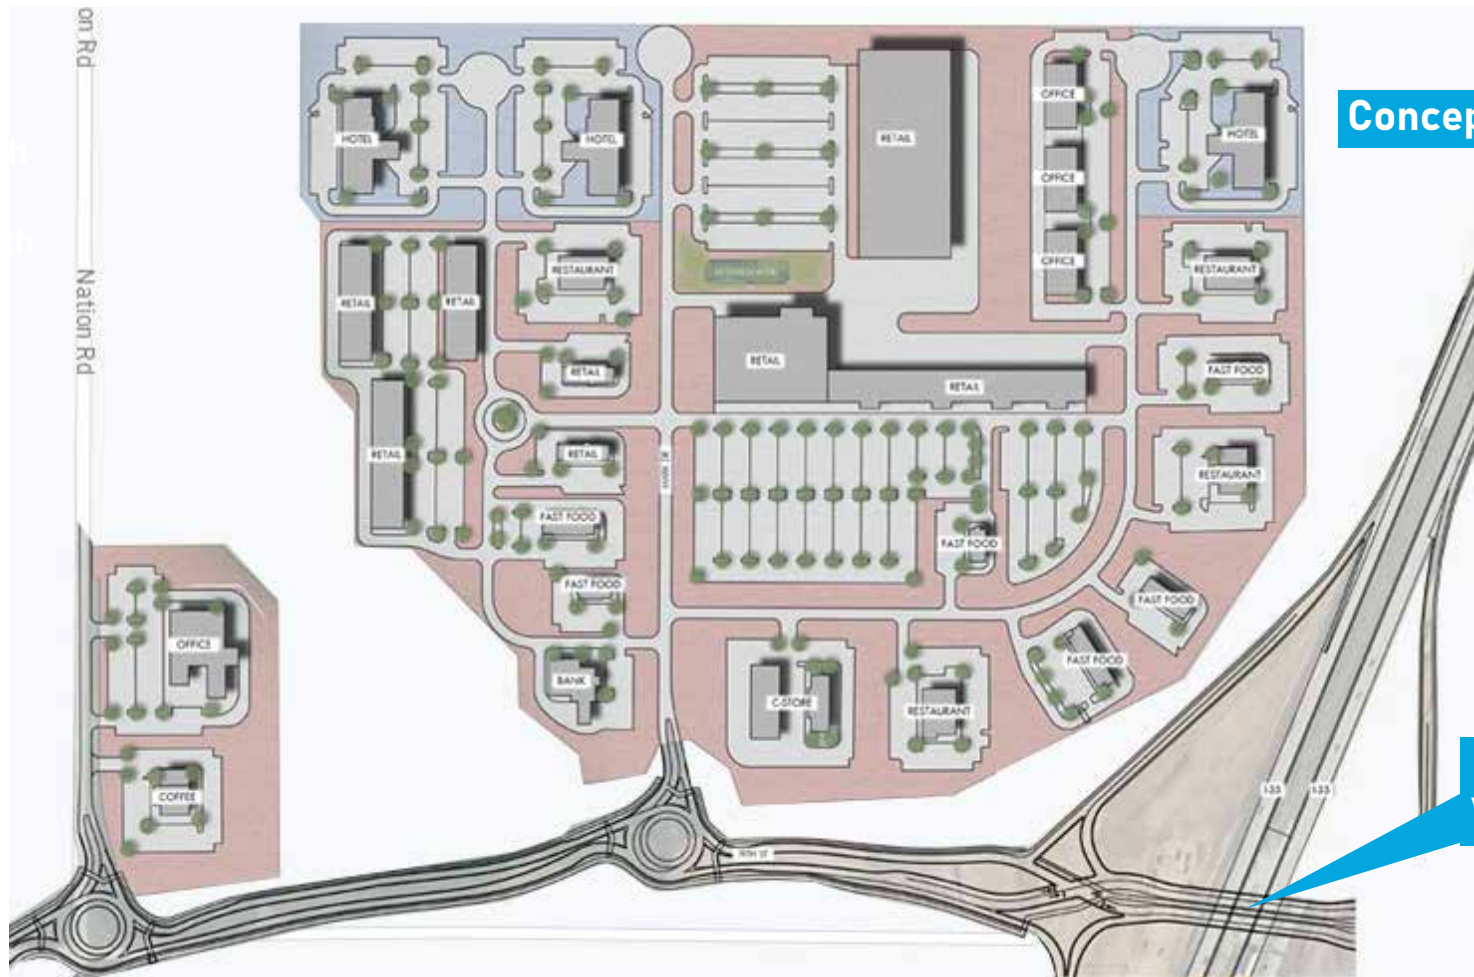 on Rd
Concep
HOTEL
HOTEL
RETAIL
OFFICE
HOTEL
OFFICE
OFFICE
RESTAURANT
RESTAURANT
RETAIL
RETAIL
Nation Rd
RETAIL
RETAIL
RETAIL
FAST FOOD
RETAIL
RETAIL
RESTAURANT
FAST FOOD
FAST FOOD
FAST FOOD
FAST FOOD
OFFICE
FAST FOOD
BANK
C-STORE
RESTAURANT
COFFEE
I-35
I-35
19TH ST